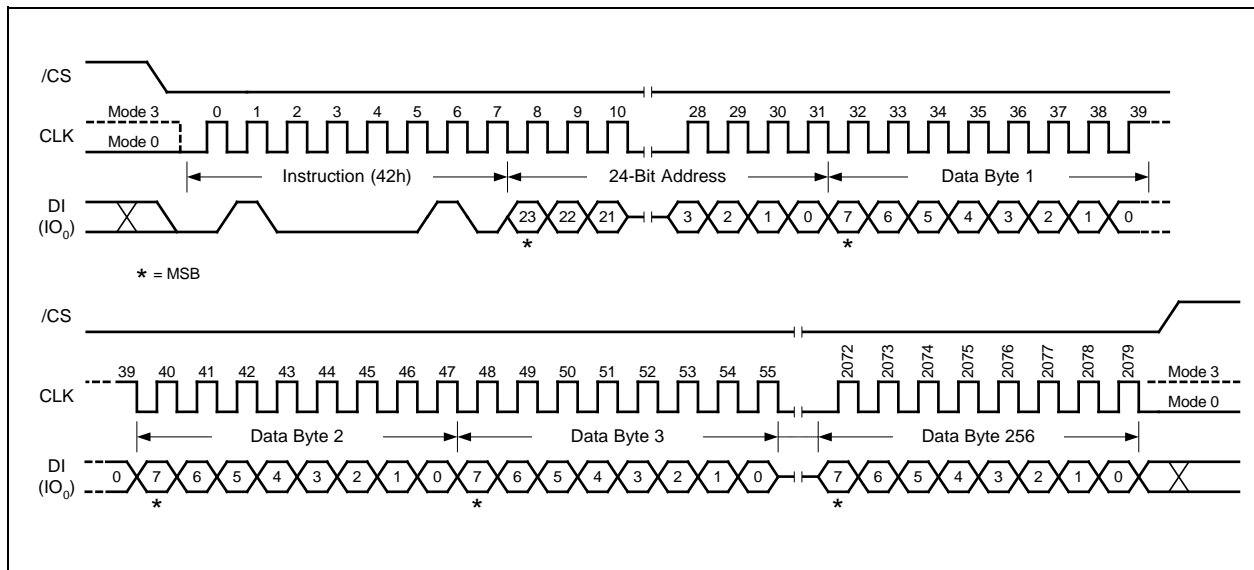 /CS
Mode 3 0 1 2 3 4 5 6 7 8 9 10 28 29 30 31 32 33 34 35 36 37 38 39
CLK
Mode 0
Instruction (42h) 24-Bit Address Data Byte 1
DI
(IO0) 23 22 21 3 2 1 0 7 6 5 4 3 2 1 0
* *
* = MSB
/CS
39 40 41 42 43 44 45 46 47 48 49 50 51 52 53 54 55 2072 2073 2074 2075 2076 2077 2078 2079 Mode 3
CLK
Mode 0
Data Byte 2 Data Byte 3 Data Byte 256
DI
(IO0) 0 7 6 5 4 3 2 1 0 7 6 5 4 3 2 1 0 7 6 5 4 3 2 1 0
* * *